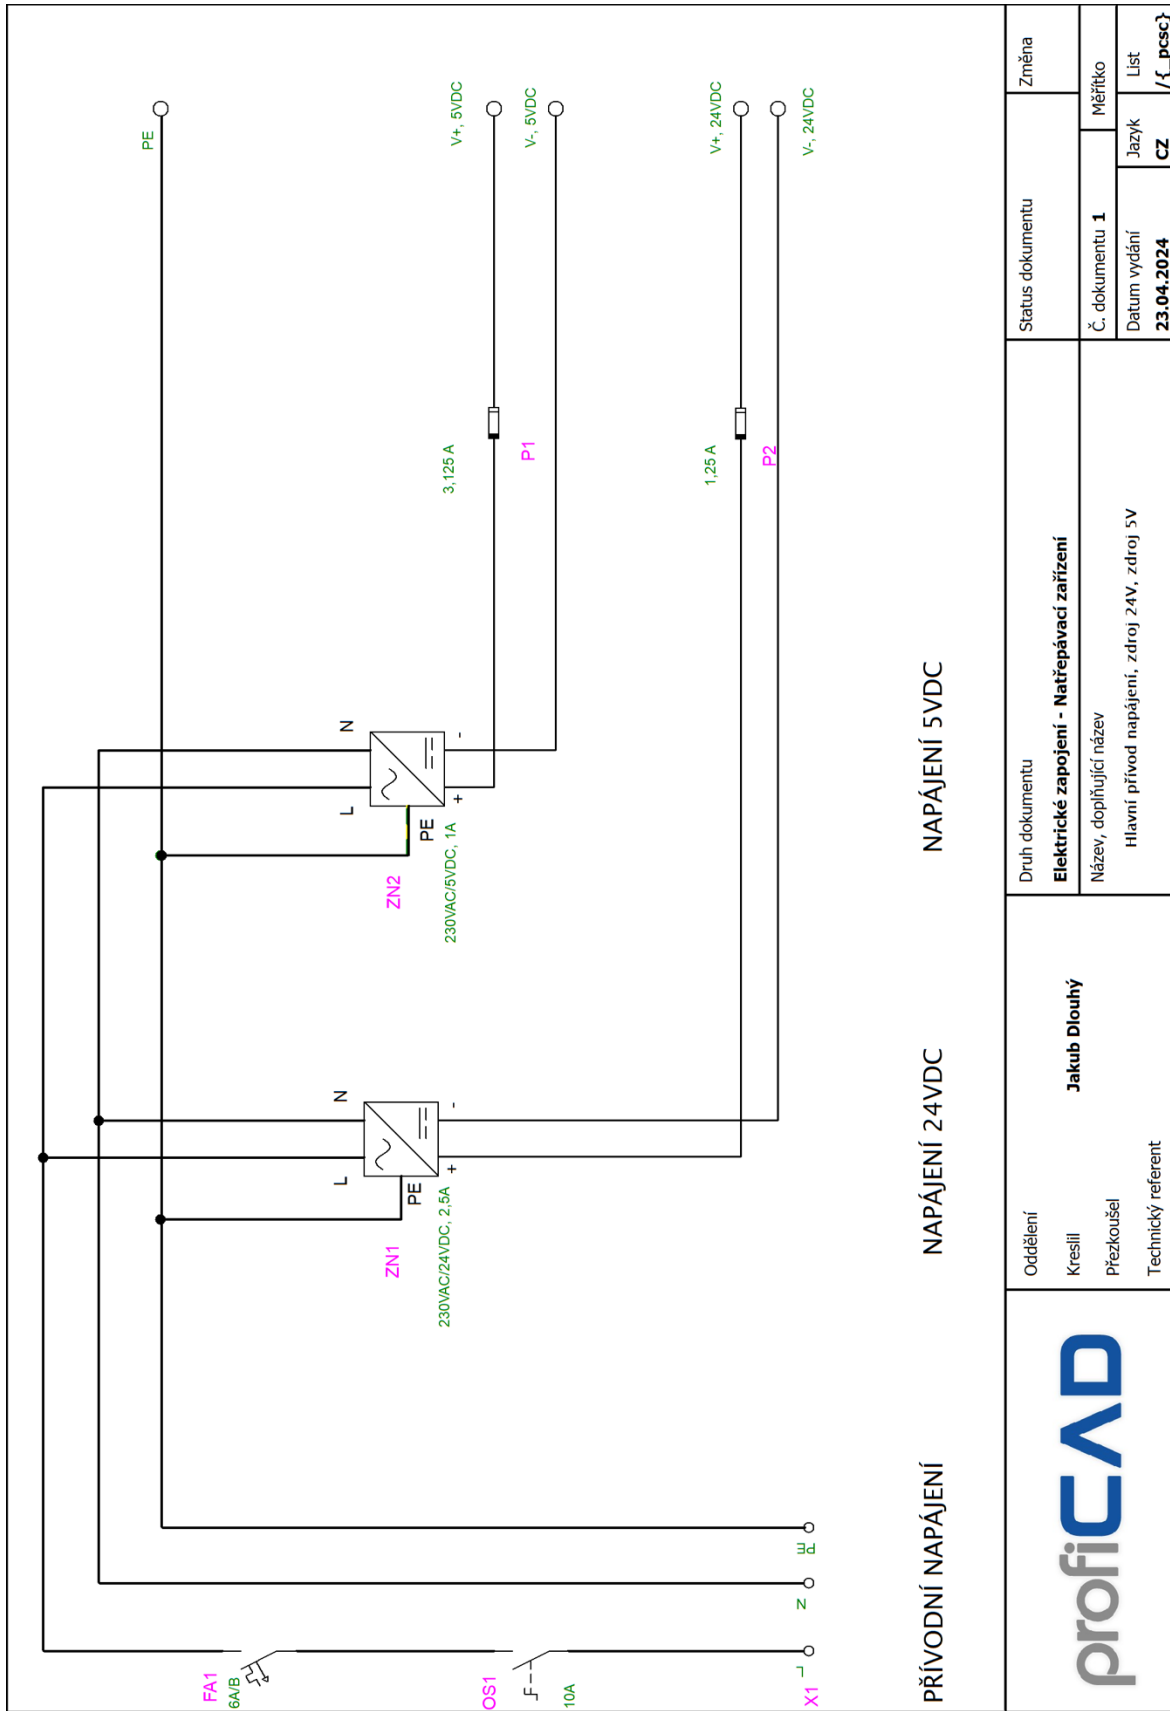 PE
V+, 5VDC
V-, 5VDC
V+, 24VDC
V-, 24VDC
3,125 A
P1
1,25 A
P2
L
N
PE
+
-
ZN2
230VAC/5VDC, 1A
L
N
PE
+
-
ZN1
230VAC/24VDC, 2,5A
FA1
6A/B
OS1
10A
X1
L
N
PE
PŘÍVODNÍ NAPÁJENÍ
NAPÁJENÍ 24VDC
NAPÁJENÍ 5VDC
profiCAD
Oddělení
Kreslil
Jakub Dlouhý
Přezkoušel
Technický referent
Druh dokumentu
Elektrické zapojení - Natřepávací zařízení
Název, doplňující název
Hlavní přívod napájení, zdroj 24V, zdroj 5V
Status dokumentu
Změna
Č. dokumentu 1
Měřítko
Datum vydání
23.04.2024
Jazyk
CZ
List
/{_pcsc}